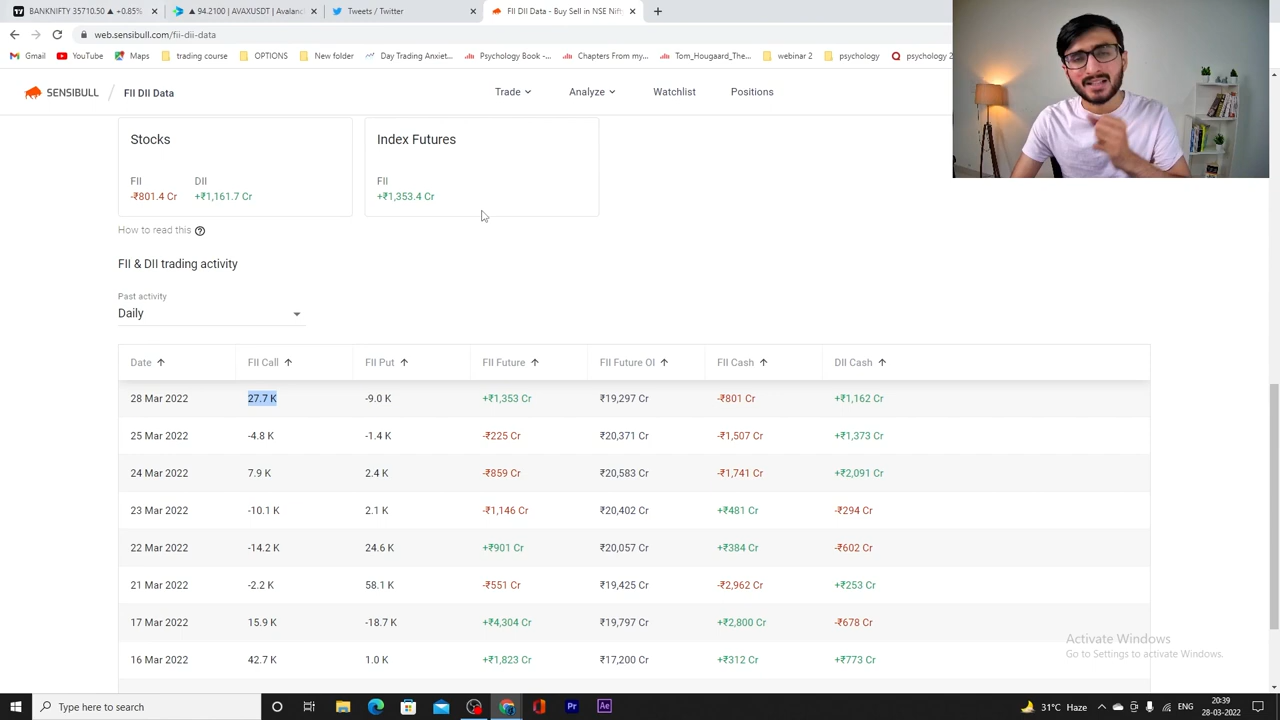 BANKNIFTY 35710.50 ▲ +0.85%
▲ 94.2100 | AVAXUSDT | Avalanc
Tweets / Twitter
FII DII Data - Buy Sell in NSE Nift
web.sensibull.com/fii-dii-data
Gmail YouTube Maps trading course OPTIONS New folder Day Trading Anxiet... Psychology Book -... Chapters From my... Tom_Hougaard_The... webinar 2 psychology psychology 2
SENSIBULL / FII DII Data Trade Analyze Watchlist Positions
Stocks
FII DII
-₹801.4 Cr +₹1,161.7 Cr
Index Futures
FII
+₹1,353.4 Cr
How to read this
FII & DII trading activity
Past activity
Daily
Date FII Call FII Put FII Future FII Future OI FII Cash DII Cash
28 Mar 2022 27.7 K -9.0 K +₹1,353 Cr ₹19,297 Cr -₹801 Cr +₹1,162 Cr
25 Mar 2022 -4.8 K -1.4 K -₹225 Cr ₹20,371 Cr -₹1,507 Cr +₹1,373 Cr
24 Mar 2022 7.9 K 2.4 K -₹859 Cr ₹20,583 Cr -₹1,741 Cr +₹2,091 Cr
23 Mar 2022 -10.1 K 2.1 K -₹1,146 Cr ₹20,402 Cr +₹481 Cr -₹294 Cr
22 Mar 2022 -14.2 K 24.6 K +₹901 Cr ₹20,057 Cr +₹384 Cr -₹602 Cr
21 Mar 2022 -2.2 K 58.1 K -₹551 Cr ₹19,425 Cr -₹2,962 Cr +₹253 Cr
17 Mar 2022 15.9 K -18.7 K +₹4,304 Cr ₹19,797 Cr +₹2,800 Cr -₹678 Cr
16 Mar 2022 42.7 K 1.0 K +₹1,823 Cr ₹17,200 Cr +₹312 Cr +₹773 Cr
Activate Windows
Go to Settings to activate Windows.
Type here to search
31°C Haze
ENG
20:39
28-03-2022